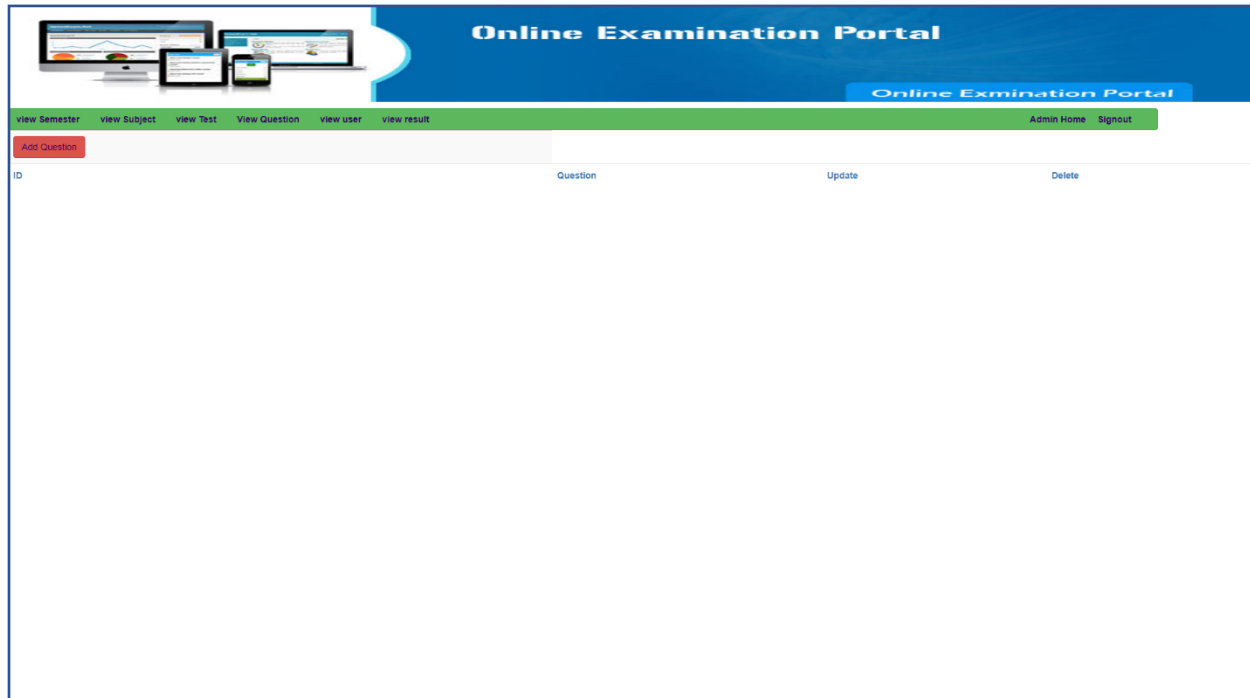 Online Examination Portal
Online Exmination Portal
view Semester view Subject view Test View Question view user view result Admin Home Signout
Add Question
ID Question Update Delete